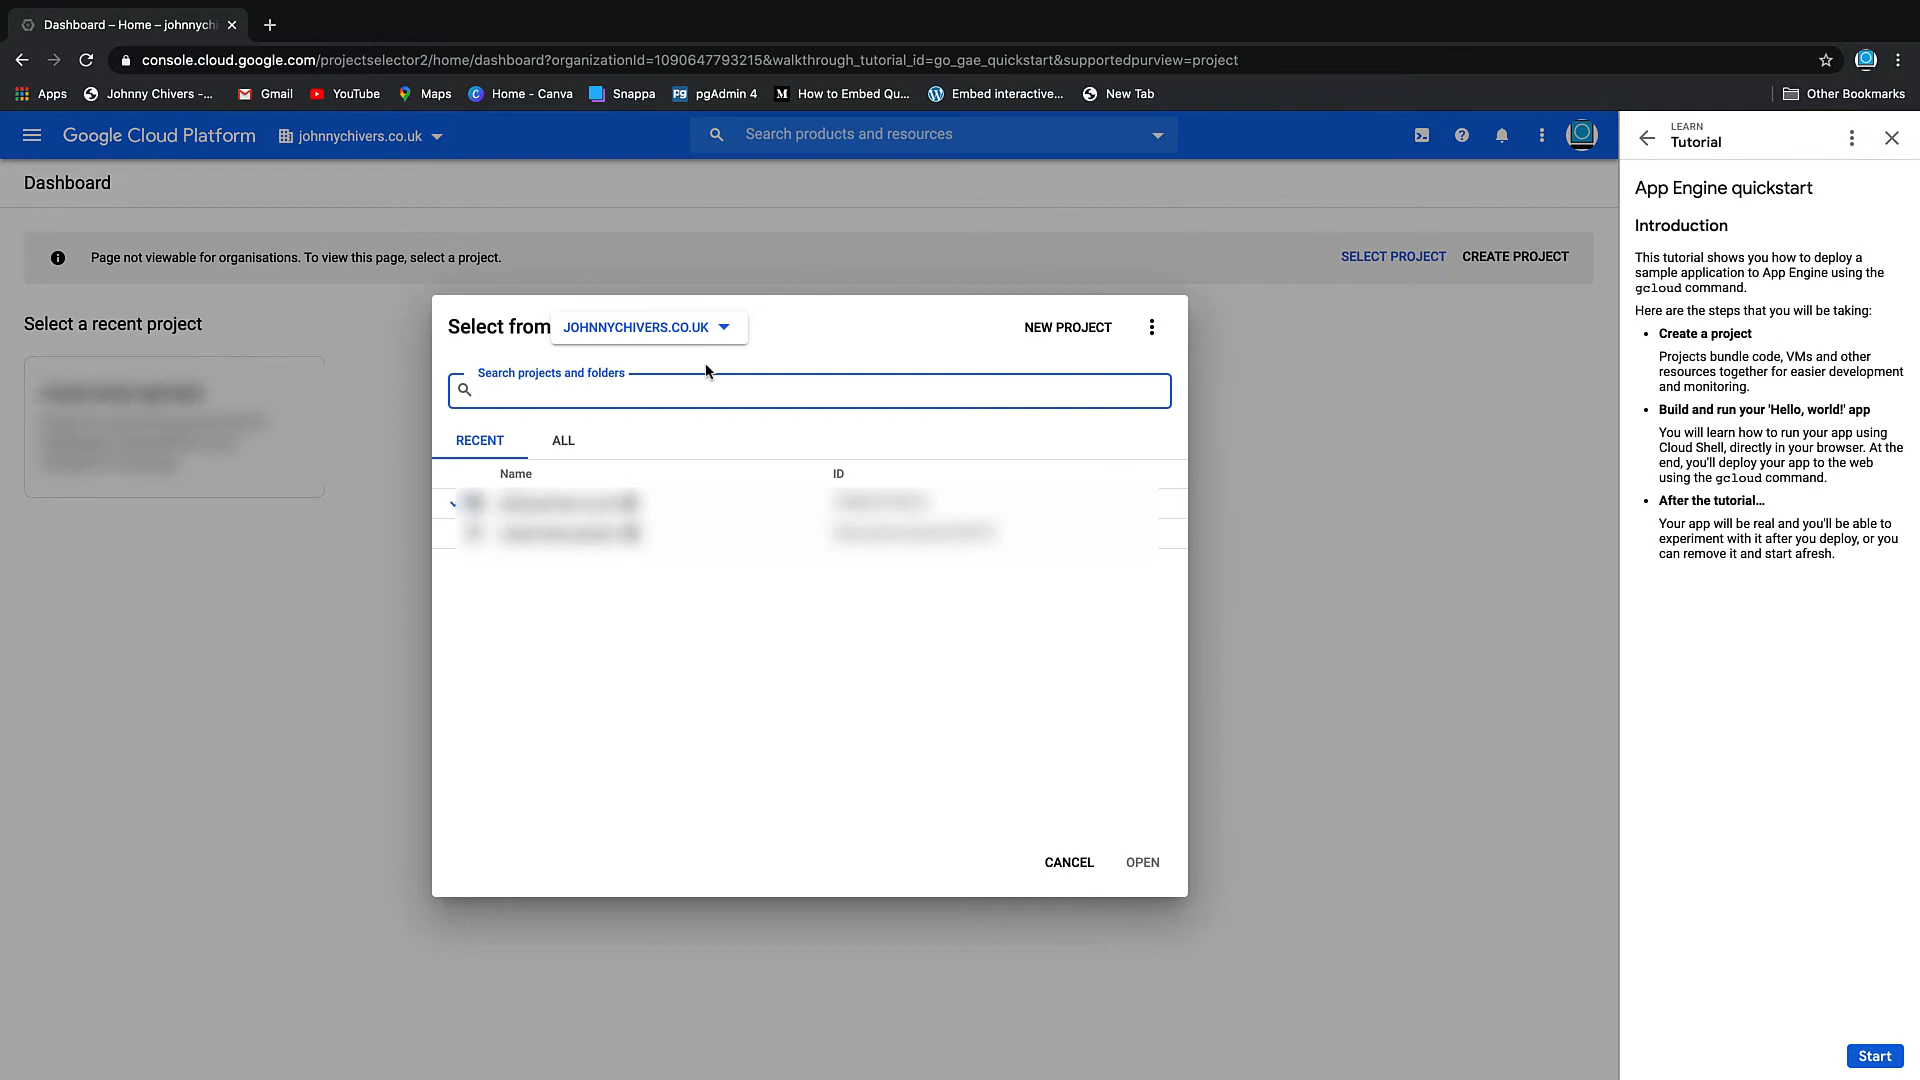 Dashboard – Home – johnnych
console.cloud.google.com/projectselector2/home/dashboard?organizationId=1090647793215&walkthrough_tutorial_id=go_gae_quickstart&supportedpurview=project
Apps Johnny Chivers -... Gmail YouTube Maps Home - Canva Snappa Pg pgAdmin 4 M How to Embed Qu... Embed interactive... New Tab Other Bookmarks
Google Cloud Platform johnnychivers.co.uk Search products and resources
LEARN
Tutorial
Dashboard
Page not viewable for organisations. To view this page, select a project. SELECT PROJECT CREATE PROJECT
Select a recent project
Select from JOHNNYCHIVERS.CO.UK NEW PROJECT
Search projects and folders
RECENT ALL
Name ID
CANCEL OPEN
App Engine quickstart
Introduction
This tutorial shows you how to deploy a
sample application to App Engine using the
gcloud command.
Here are the steps that you will be taking:
• Create a project
Projects bundle code, VMs and other
resources together for easier development
and monitoring.
• Build and run your 'Hello, world!' app
You will learn how to run your app using
Cloud Shell, directly in your browser. At the
end, you'll deploy your app to the web
using the gcloud command.
• After the tutorial...
Your app will be real and you'll be able to
experiment with it after you deploy, or you
can remove it and start afresh.
Start